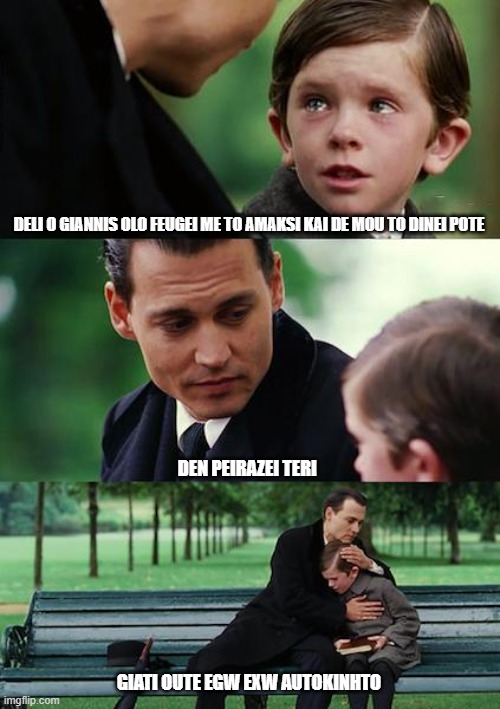 DELI O GIANNIS OLO FEUGEI ME TO AMAKSI KAI DE MOU TO DINEI POTE
DEN PEIRAZEI TERI
GIATI OUTE EGW EXW AUTOKINHTO
imgflip.com